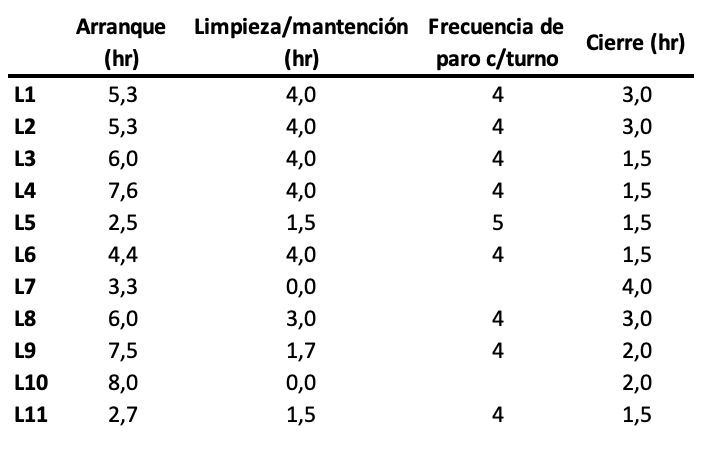 Arranque (hr) Limpieza/mantención (hr) Frecuencia de paro c/turno Cierre (hr)
L1 5,3 4,0 4 3,0
L2 5,3 4,0 4 3,0
L3 6,0 4,0 4 1,5
L4 7,6 4,0 4 1,5
L5 2,5 1,5 5 1,5
L6 4,4 4,0 4 1,5
L7 3,3 0,0 4,0
L8 6,0 3,0 4 3,0
L9 7,5 1,7 4 2,0
L10 8,0 0,0 2,0
L11 2,7 1,5 4 1,5